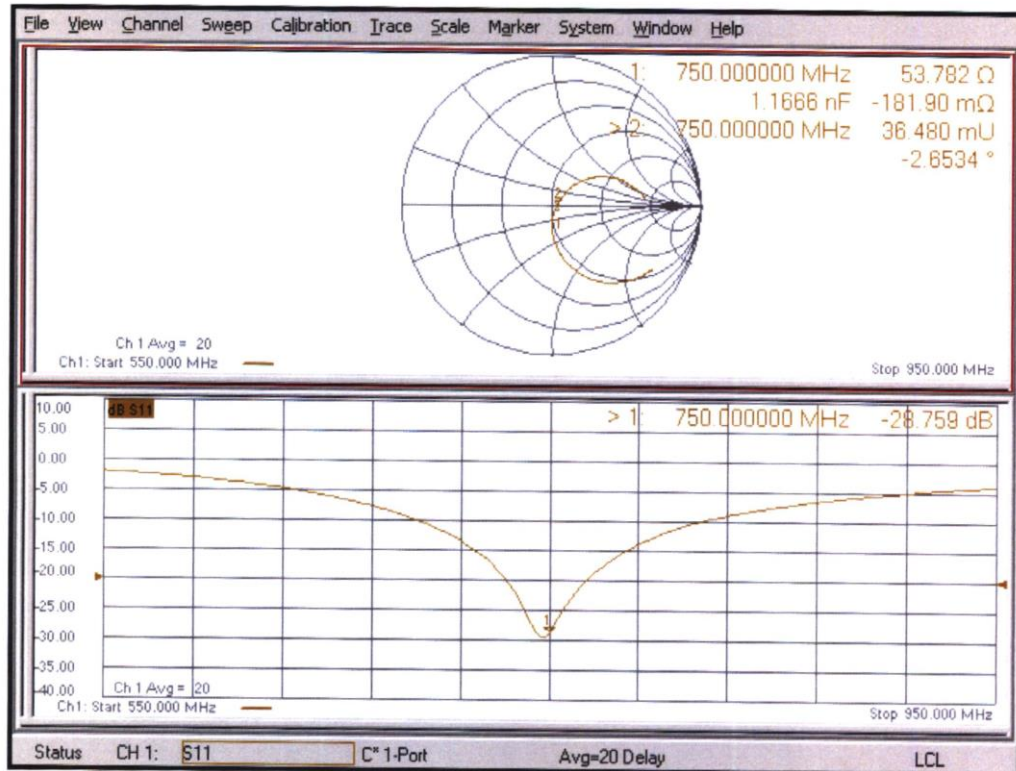 File View Channel Sweep Calibration Trace Scale Marker System Window Help
1: 750.000000 MHz 53.782 Ω
1.1666 nF -181.90 mΩ
> 2: 750.000000 MHz 36.480 mU
-2.6534 °
Ch 1 Avg = 20
Ch1: Start 550.000 MHz
Stop 950.000 MHz
10.00
dB S11
> 1: 750.000000 MHz -28.759 dB
5.00
0.00
-5.00
-10.00
-15.00
-20.00
-25.00
1
-30.00
-35.00
-40.00
Ch 1 Avg = 20
Ch1: Start 550.000 MHz
Stop 950.000 MHz
Status CH 1: S11 C* 1-Port Avg=20 Delay LCL